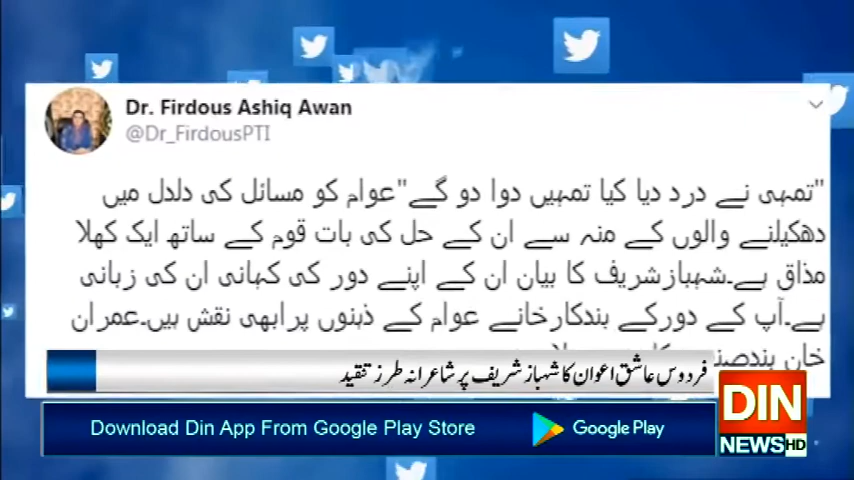 Dr. Firdous Ashiq Awan
@Dr_FirdousPTI
"تمہی نے درد دیا کیا تمہیں دوا دو گے"عوام کو مسائل کی دلدل میں
دھکیلنے والوں کے منہ سے ان کے حل کی بات قوم کے ساتھ ایک کھلا
مذاق ہے۔شہبازشریف کا بیان ان کے اپنے دور کی کہانی ان کی زبانی
ہے۔آپ کے دورکے بندکارخانے عوام کے ذہنوں پرابھی نقش ہیں۔عمران
خان
فردوس عاشق اعوان کا شہباز شریف پر شاعرانہ طرز تنقید
Download Din App From Google Play Store
Google Play
DIN
NEWS HD